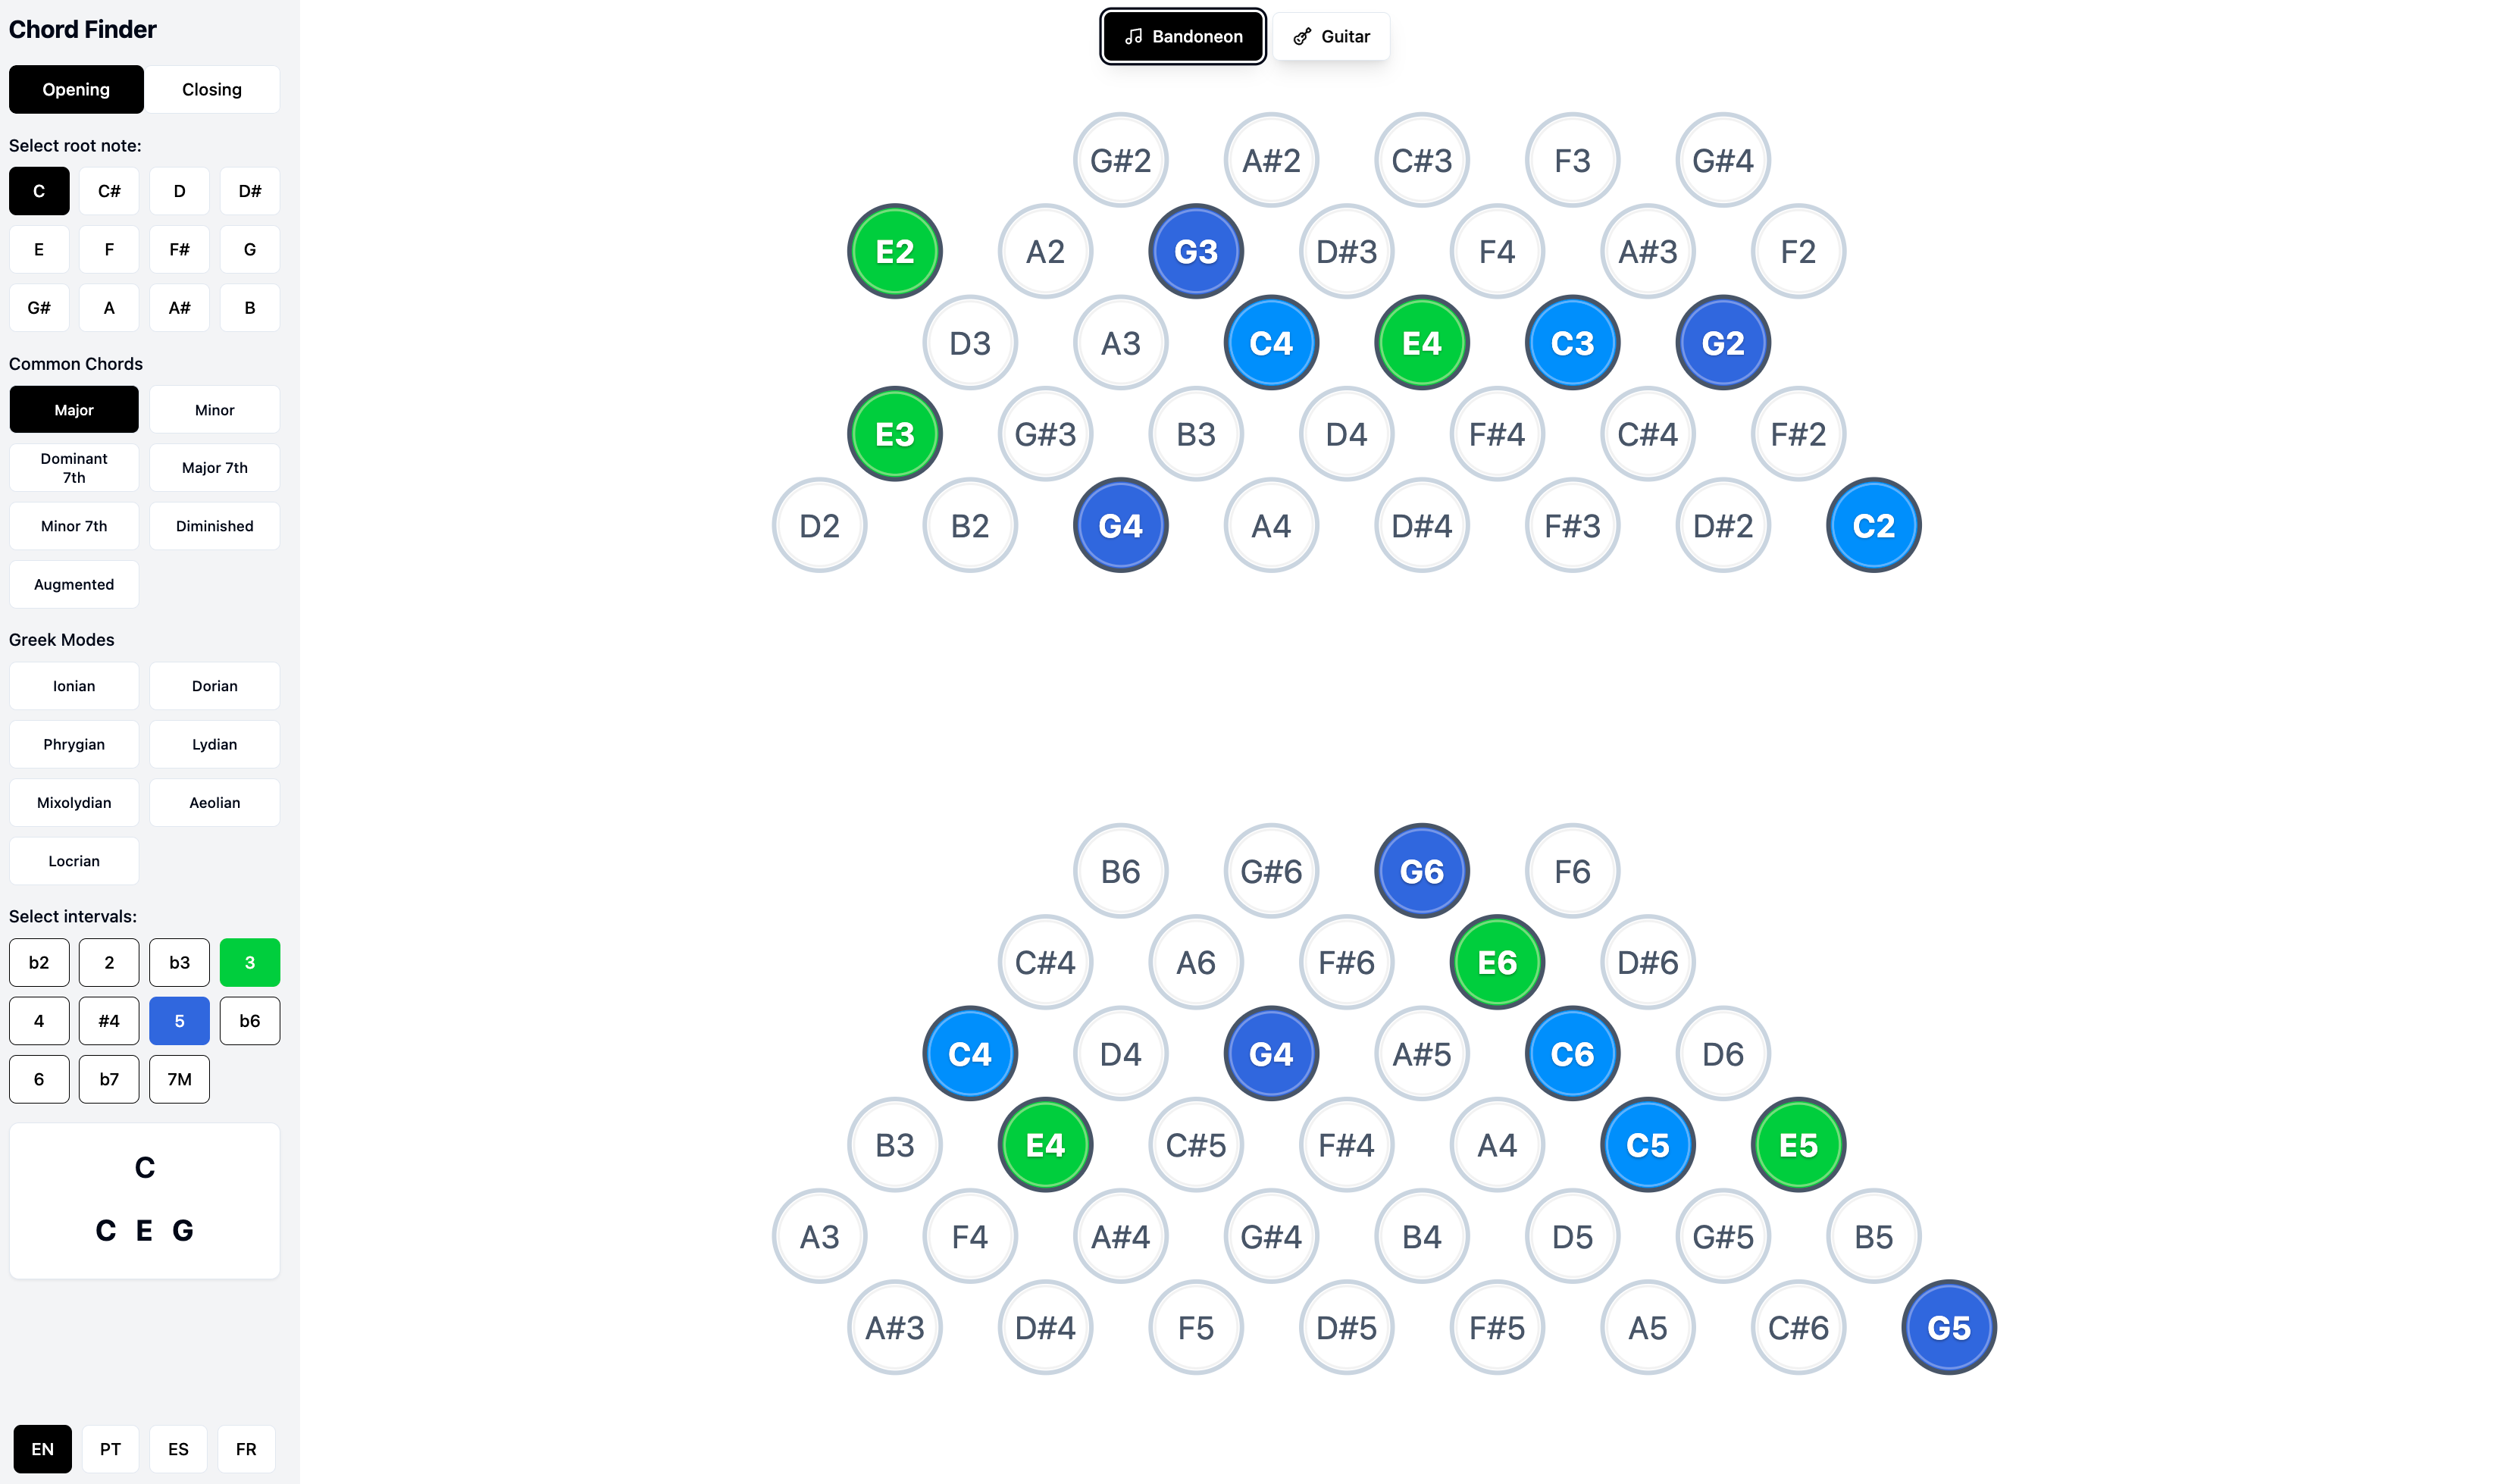 Chord Finder
Opening Closing
Select root note:
C C# D D#
E F F# G
G# A A# B
Common Chords
Major Minor
Dominant
7th Major 7th
Minor 7th Diminished
Augmented
Greek Modes
Ionian Dorian
Phrygian Lydian
Mixolydian Aeolian
Locrian
Select intervals:
b2 2 b3 3
4 #4 5 b6
6 b7 7M
C
C E G
EN PT ES FR
Bandoneon Guitar
G#2 A#2 C#3 F3 G#4
E2 A2 G3 D#3 F4 A#3 F2
D3 A3 C4 E4 C3 G2
E3 G#3 B3 D4 F#4 C#4 F#2
D2 B2 G4 A4 D#4 F#3 D#2 C2
B6 G#6 G6 F6
C#4 A6 F#6 E6 D#6
C4 D4 G4 A#5 C6 D6
B3 E4 C#5 F#4 A4 C5 E5
A3 F4 A#4 G#4 B4 D5 G#5 B5
A#3 D#4 F5 D#5 F#5 A5 C#6 G5